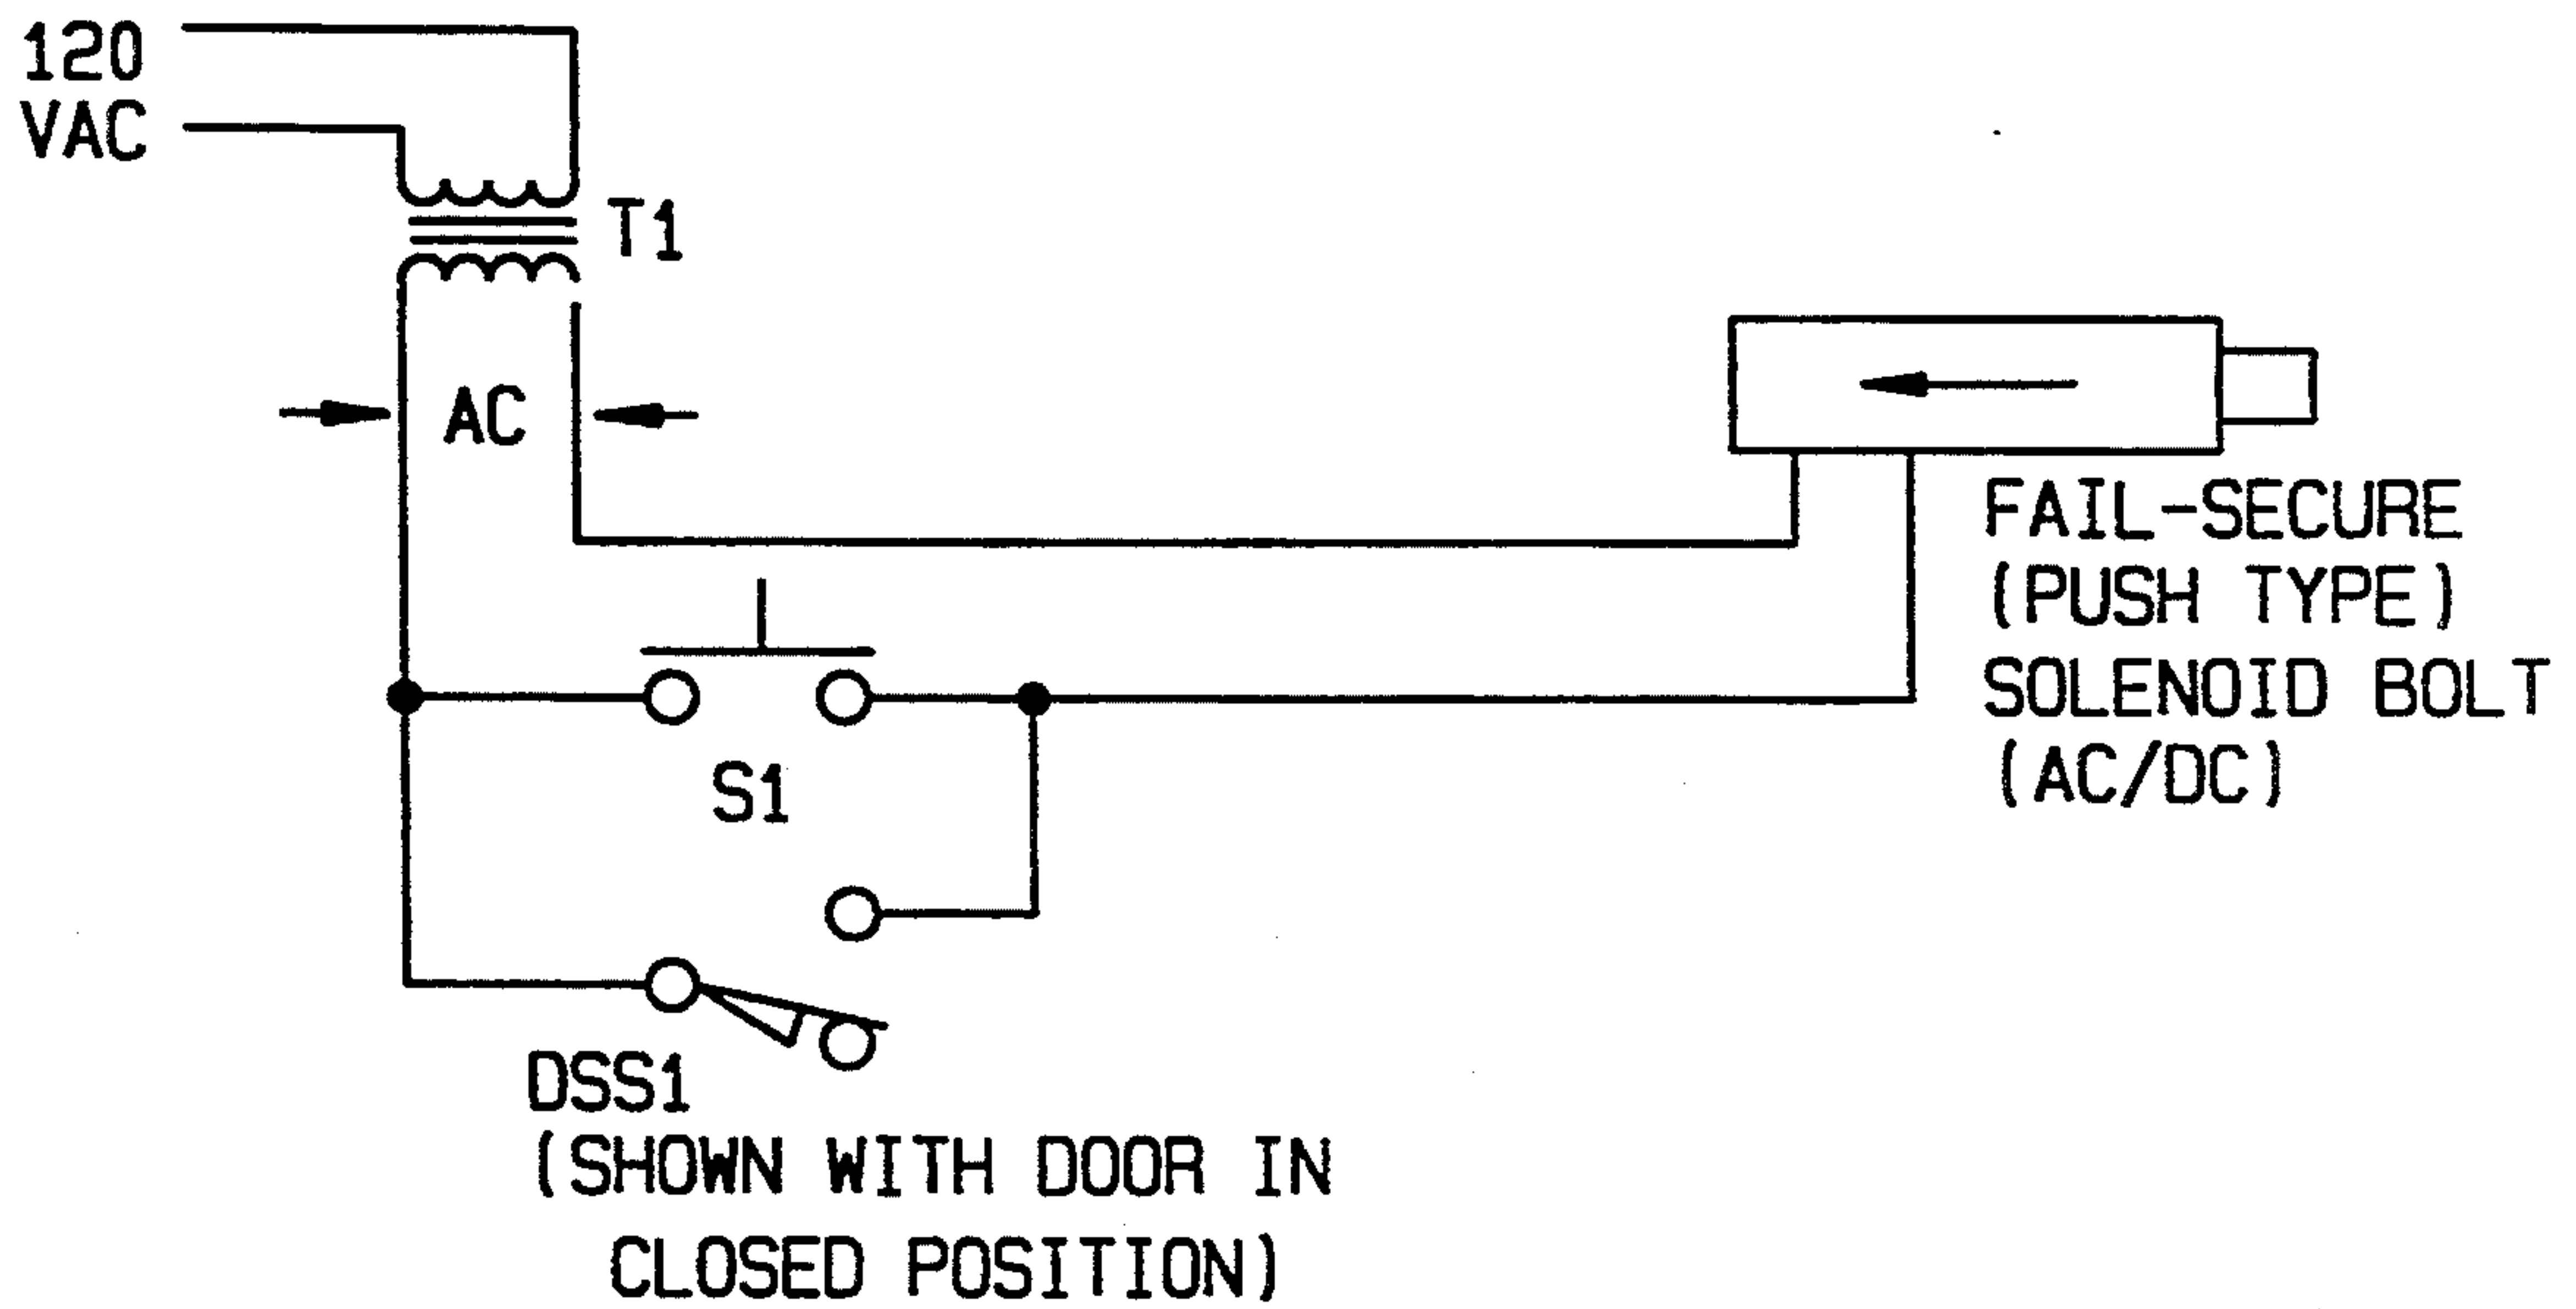 120
VAC
T1
AC
FAIL-SECURE
(PUSH TYPE)
SOLENOID BOLT
(AC/DC)
S1
DSS1
(SHOWN WITH DOOR IN
CLOSED POSITION)